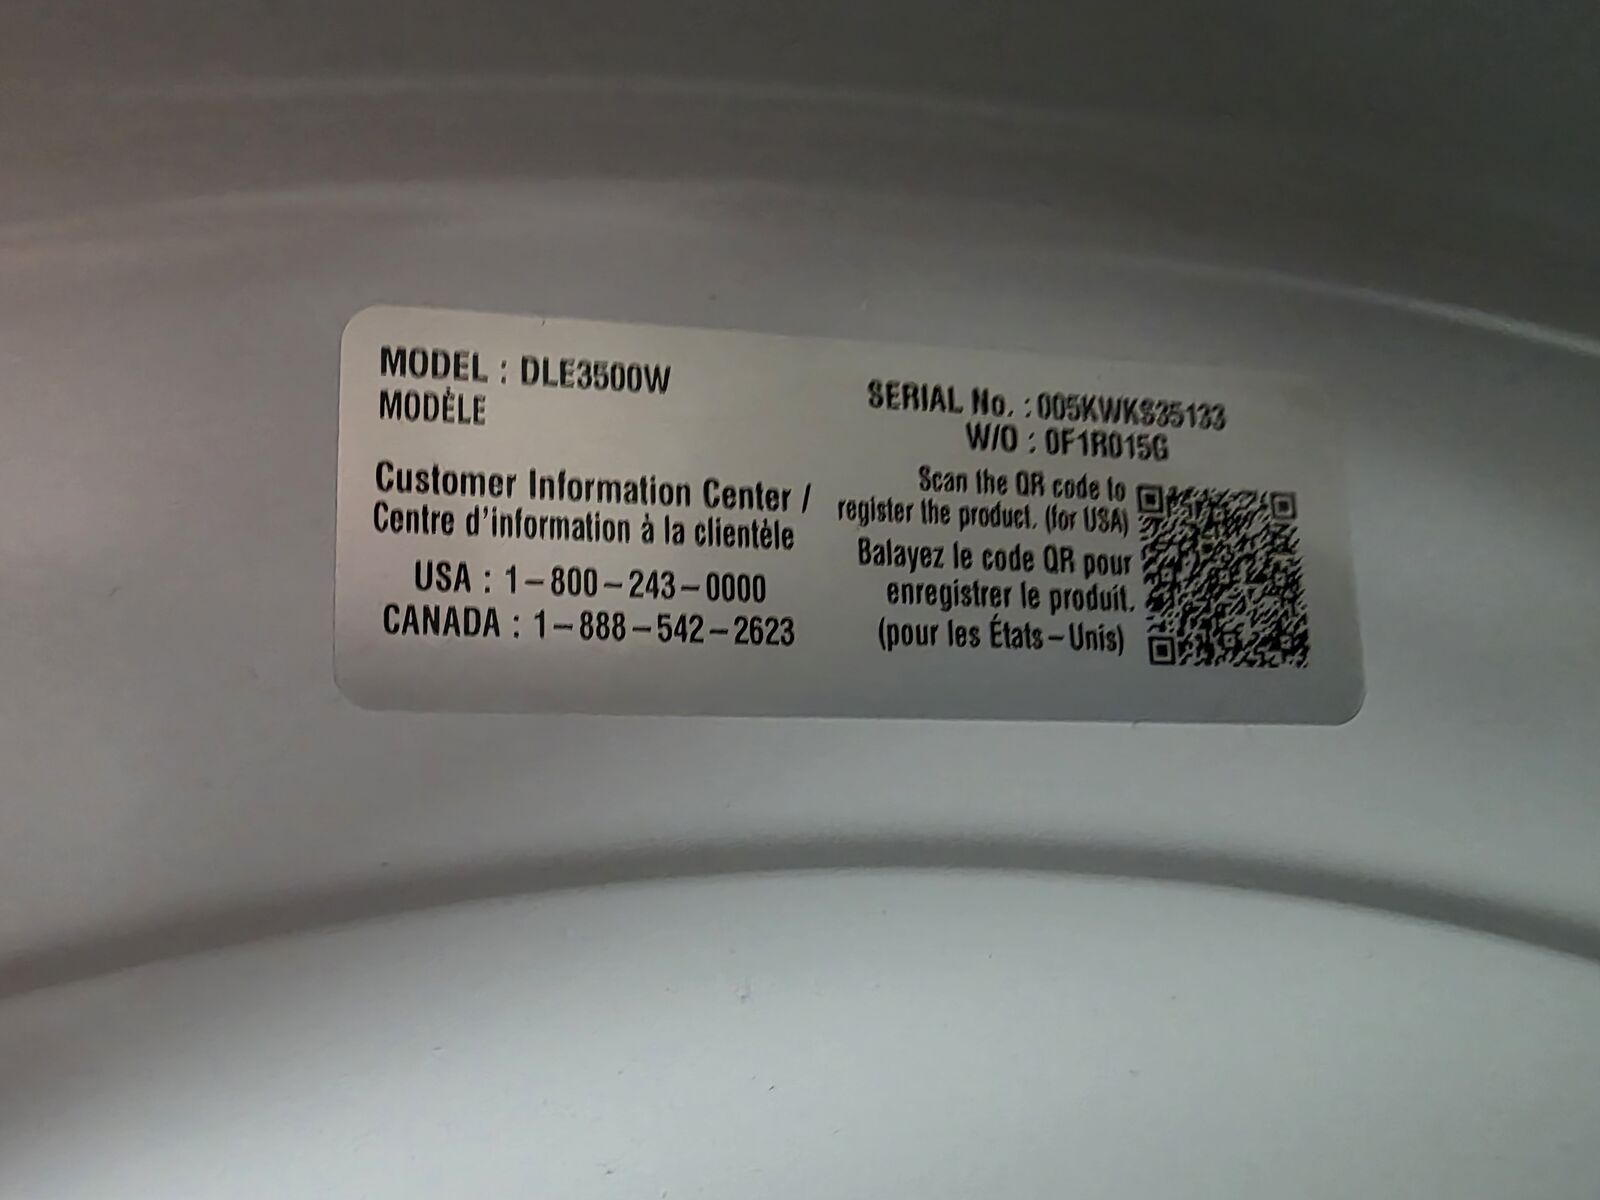 MODEL : DLE3500W
MODÈLE
Customer Information Center /
Centre d'information à la clientèle
USA : 1-800-243-0000
CANADA : 1-888-542-2623
SERIAL No. : 005KWKS35133
W/O : 0F1R015G
Scan the QR code to
register the product. (for USA)
Balayez le code QR pour
enregistrer le produit.
(pour les États-Unis)